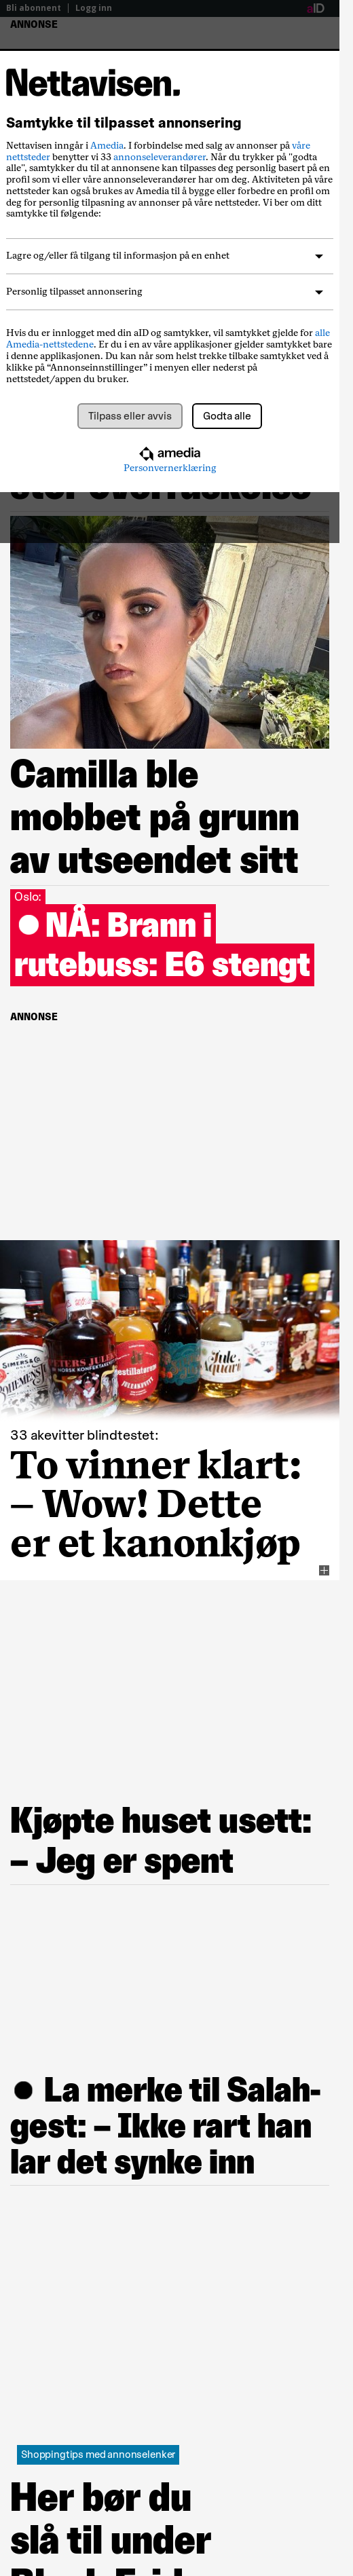 Bli abonnent | Logg inn aID
ANNONSE
Nettavisen.
Samtykke til tilpasset annonsering
Nettavisen inngår i Amedia. I forbindelse med salg av annonser på våre
nettsteder benytter vi 33 annonseleverandører. Når du trykker på "godta
alle", samtykker du til at annonsene kan tilpasses deg personlig basert på en
profil som vi eller våre annonseleverandører har om deg. Aktiviteten på våre
nettsteder kan også brukes av Amedia til å bygge eller forbedre en profil om
deg for personlig tilpasning av annonser på våre nettsteder. Vi ber om ditt
samtykke til følgende:
Lagre og/eller få tilgang til informasjon på en enhet
Personlig tilpasset annonsering
Hvis du er innlogget med din aID og samtykker, vil samtykket gjelde for alle
Amedia-nettstedene. Er du i en av våre applikasjoner gjelder samtykket bare
i denne applikasjonen. Du kan når som helst trekke tilbake samtykket ved å
klikke på “Annonseinnstillinger” i menyen eller nederst på
nettstedet/appen du bruker.
Tilpass eller avvis Godta alle
amedia
Personvernerklæring
stor overraskelse
Camilla ble
mobbet på grunn
av utseendet sitt
Oslo:
● NÅ: Brann i
rutebuss: E6 stengt
ANNONSE
33 akevitter blindtestet:
To vinner klart:
– Wow! Dette
er et kanonkjøp
Kjøpte huset usett:
– Jeg er spent
● La merke til Salah-
gest: – Ikke rart han
lar det synke inn
Shoppingtips med annonselenker
Her bør du
slå til under